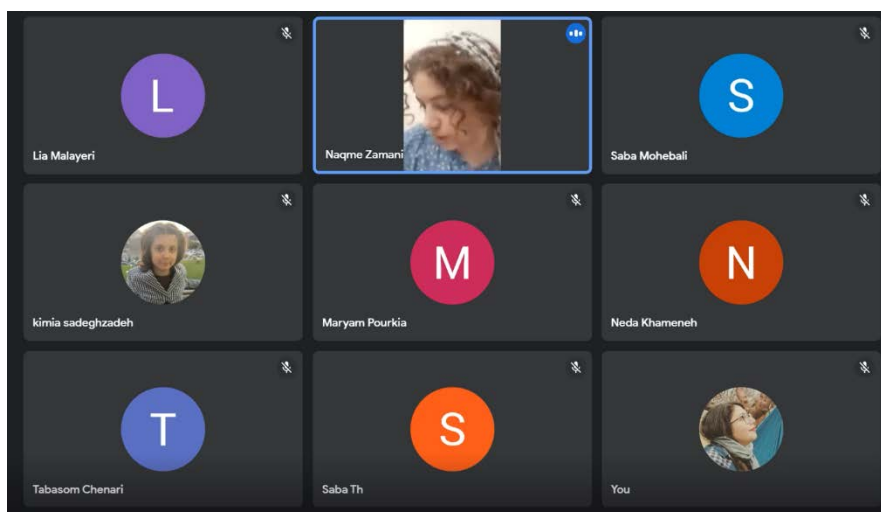 L
Lia Malayeri
Naqme Zamani
S
Saba Mohebali
kimia sadeghzadeh
M
Maryam Pourkia
N
Neda Khameneh
T
Tabasom Chenari
S
Saba Th
You